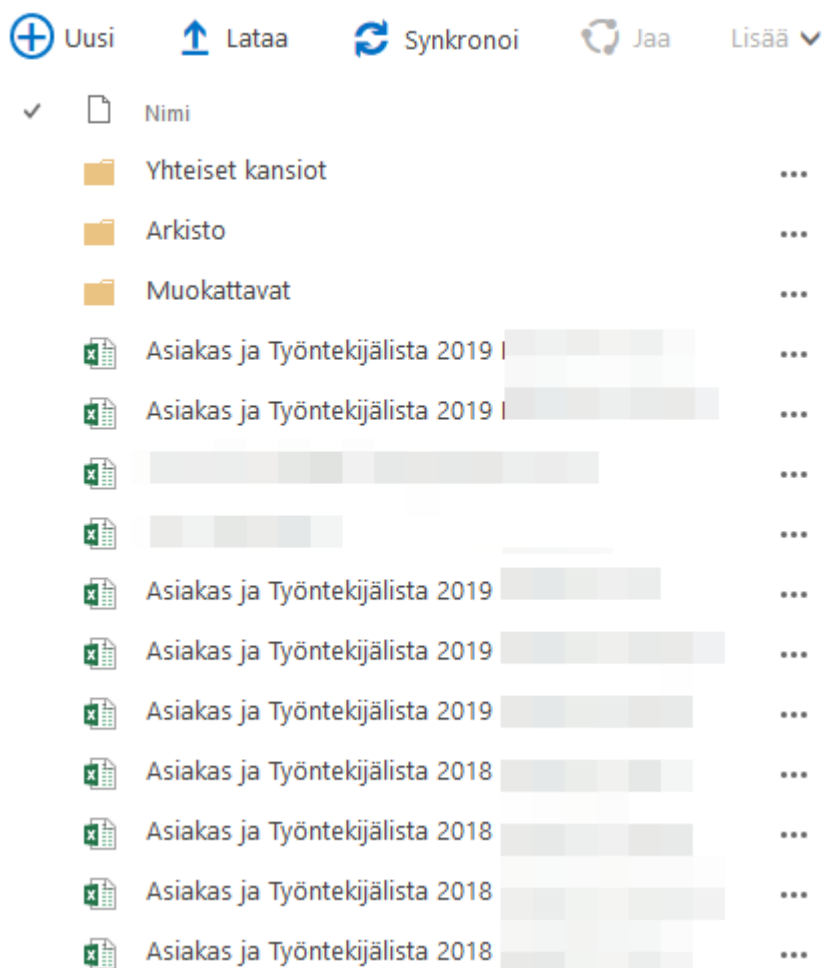 Uusi Lataa Synkronoi Jaa Lisää
Nimi
Yhteiset kansiot
Arkisto
Muokattavat
Asiakas ja Työntekijälista 2019
Asiakas ja Työntekijälista 2019
Asiakas ja Työntekijälista 2019
Asiakas ja Työntekijälista 2019
Asiakas ja Työntekijälista 2019
Asiakas ja Työntekijälista 2018
Asiakas ja Työntekijälista 2018
Asiakas ja Työntekijälista 2018
Asiakas ja Työntekijälista 2018